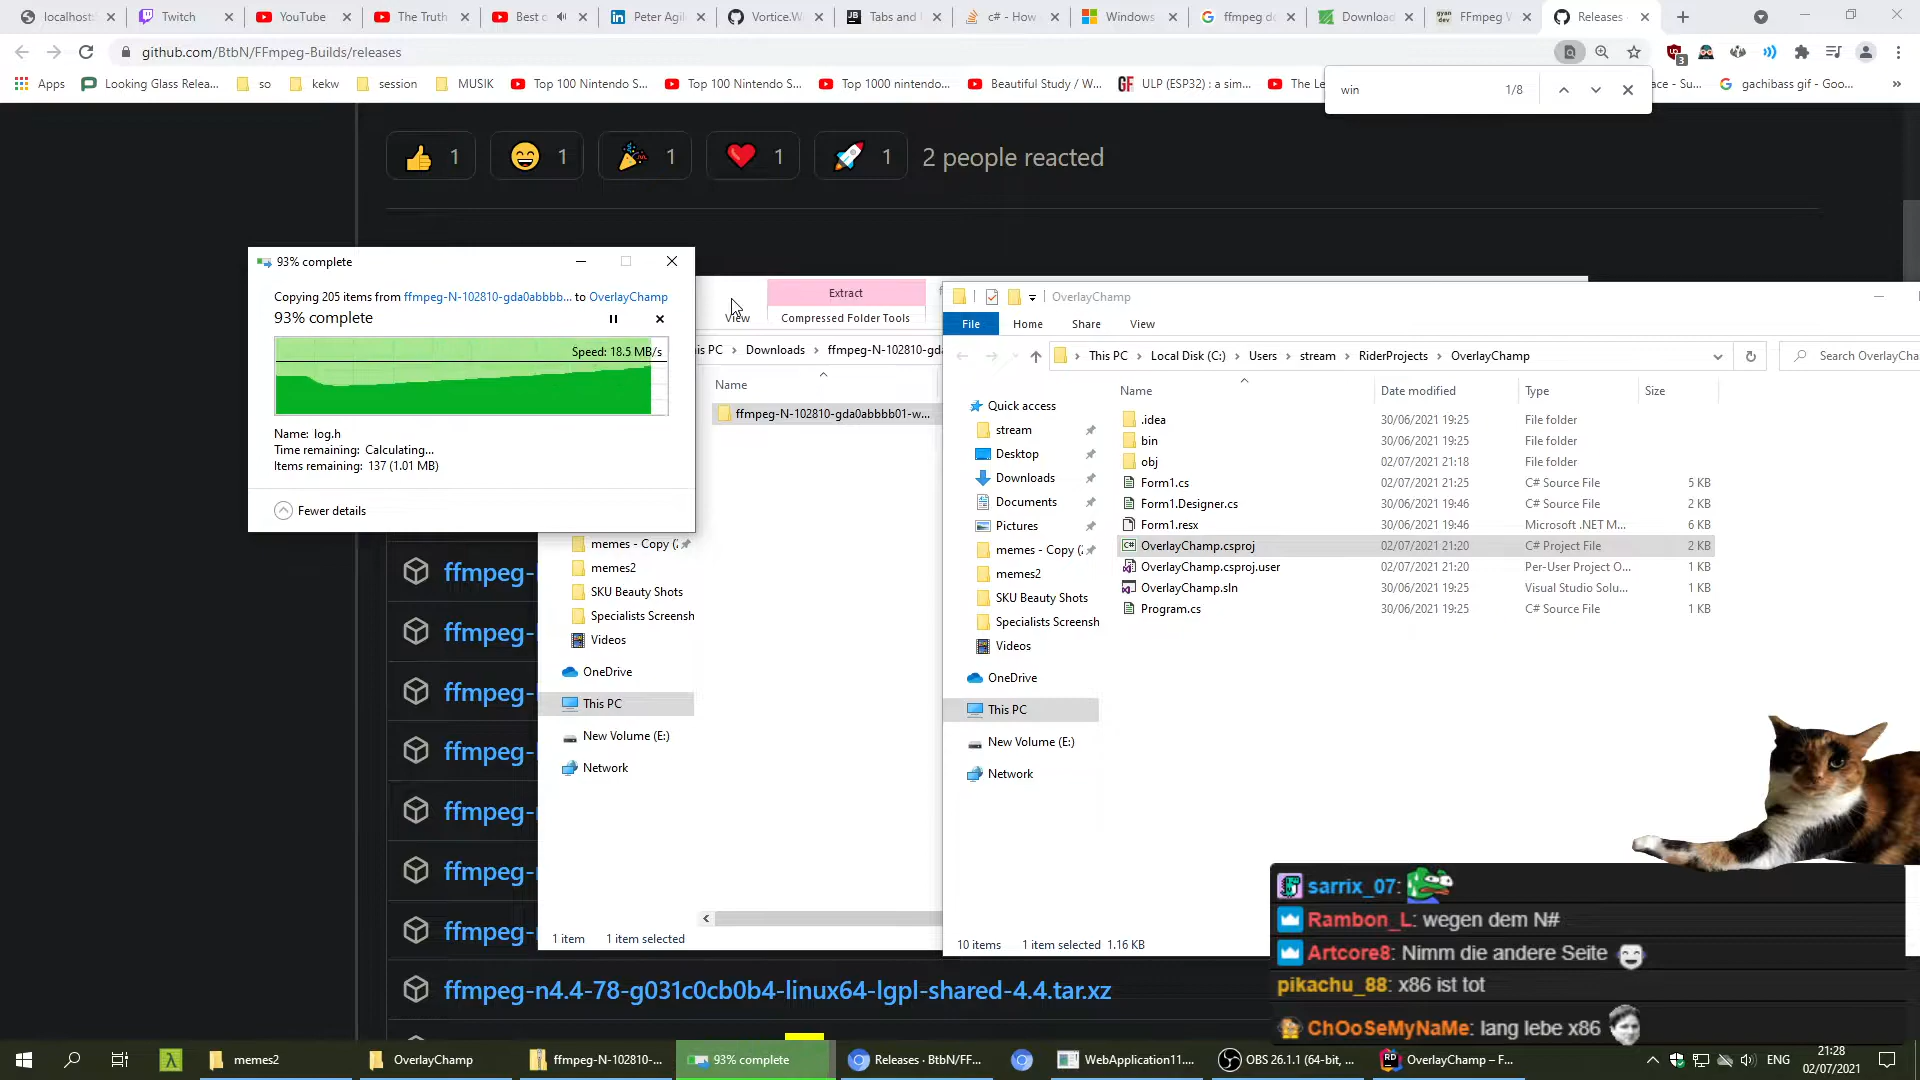 localhost:
Twitch
YouTube
The Truth
Best c
Peter Agil
Vortice.W
Tabs and
c# - How
Windows
ffmpeg do
Download
FFmpeg V
Releases
github.com/BtbN/FFmpeg-Builds/releases
3
Apps
Looking Glass Relea...
so
kekw
session
MUSIK
Top 100 Nintendo S...
Top 100 Nintendo S...
Top 1000 nintendo...
Beautiful Study / W...
ULP (ESP32) : a sim...
The Le
ace - Su...
gachibass gif - Goo...
»
win
1/8
1
1
1
1
1
2 people reacted
93% complete
Copying 205 items from ffmpeg-N-102810-gda0abbbb... to OverlayChamp
93% complete
Speed: 18.5 MB/s
Name: log.h
Time remaining: Calculating...
Items remaining: 137 (1.01 MB)
Fewer details
View
Extract
Compressed Folder Tools
is PC
Downloads
ffmpeg-N-102810-gda
Name
ffmpeg-N-102810-gda0abbbb01-w...
memes - Copy (2
memes2
SKU Beauty Shots
Specialists Screensh
Videos
OneDrive
This PC
New Volume (E:)
Network
1 item
1 item selected
OverlayChamp
File
Home
Share
View
This PC
Local Disk (C:)
Users
stream
RiderProjects
OverlayChamp
Search OverlayCha
Name
Date modified
Type
Size
Quick access
stream
Desktop
Downloads
Documents
Pictures
memes - Copy (2
memes2
SKU Beauty Shots
Specialists Screensh
Videos
OneDrive
This PC
New Volume (E:)
Network
.idea 30/06/2021 19:25 File folder
bin 30/06/2021 19:25 File folder
obj 02/07/2021 21:18 File folder
Form1.cs 02/07/2021 21:25 C# Source File 5 KB
Form1.Designer.cs 30/06/2021 19:46 C# Source File 2 KB
Form1.resx 30/06/2021 19:46 Microsoft .NET M... 6 KB
OverlayChamp.csproj 02/07/2021 21:20 C# Project File 2 KB
OverlayChamp.csproj.user 02/07/2021 21:20 Per-User Project O... 1 KB
OverlayChamp.sln 30/06/2021 19:25 Visual Studio Solu... 1 KB
Program.cs 30/06/2021 19:25 C# Source File 1 KB
10 items
1 item selected 1.16 KB
ffmpeg-
ffmpeg-
ffmpeg-
ffmpeg-
ffmpeg-
ffmpeg-
ffmpeg-
ffmpeg-n4.4-78-g031c0cb0b4-linux64-lgpl-shared-4.4.tar.xz
sarrix_07:
Rambon_L: wegen dem N#
Artcore8: Nimm die andere Seite
pikachu_88: x86 ist tot
ChOoSeMyNaMe: lang lebe x86
memes2
OverlayChamp
ffmpeg-N-102810-...
93% complete
Releases · BtbN/FF...
WebApplication11...
OBS 26.1.1 (64-bit, ...
OverlayChamp – F...
ENG
21:28
02/07/2021